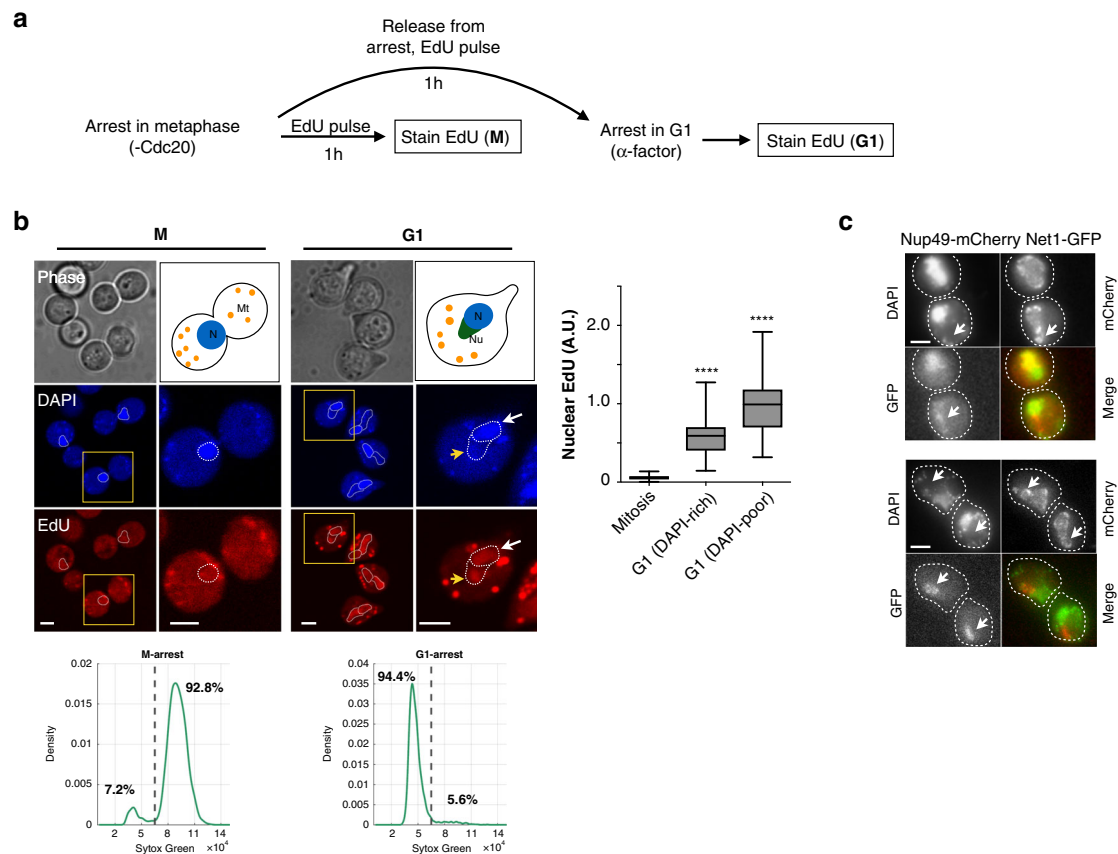 a
Release from
arrest, EdU pulse
1h
Arrest in metaphase
(-Cdc20)
EdU pulse
1h
Stain EdU (M)
Arrest in G1
(α-factor)
Stain EdU (G1)
b
M
G1
Phase
Mt
N
N
Nu
DAPI
EdU
Nuclear EdU (A.U.)
2.0
1.0
0
****
****
Mitosis
G1 (DAPI-rich)
G1 (DAPI-poor)
M-arrest
0.02
0.015
0.01
0.005
0
Density
7.2%
92.8%
2 5 8 11 14
Sytox Green ×10⁴
G1-arrest
0.04
0.035
0.03
0.025
0.02
0.015
0.01
0.005
0
Density
94.4%
5.6%
2 5 8 11 14
Sytox Green ×10⁴
c
Nup49-mCherry Net1-GFP
DAPI
mCherry
GFP
Merge
DAPI
mCherry
GFP
Merge